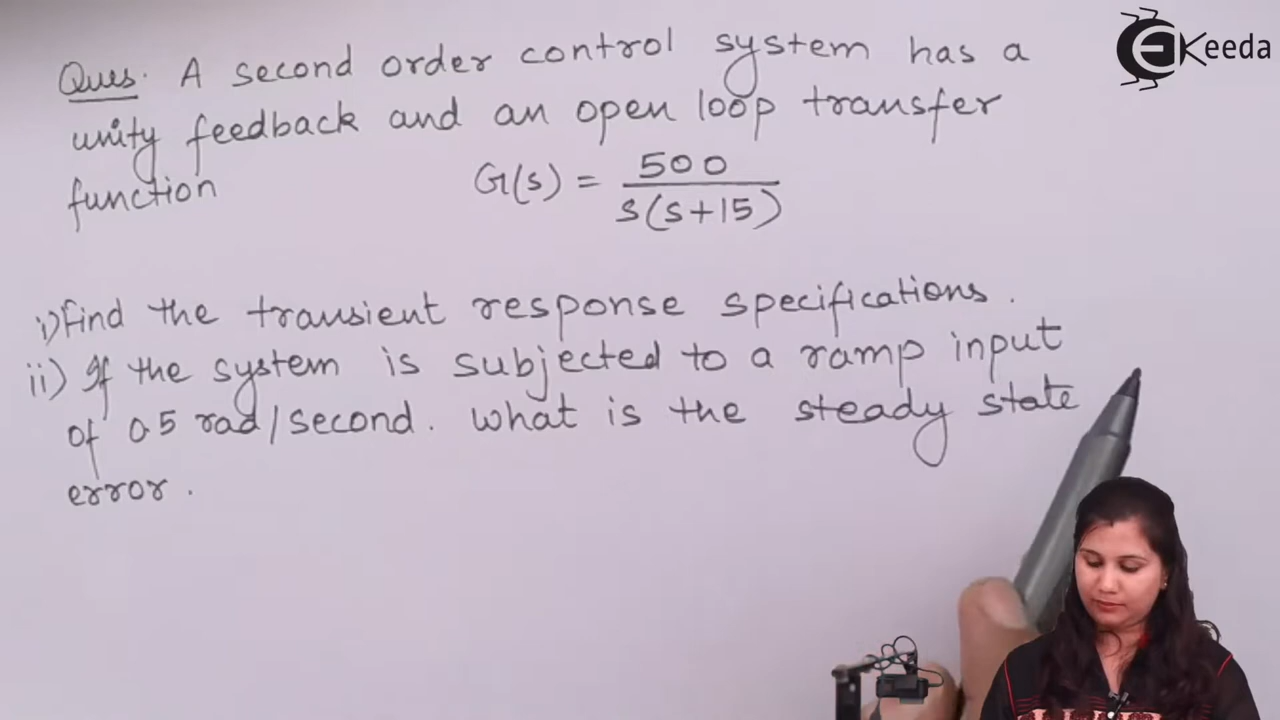 Ques. A second order control system has a
unity feedback and an open loop transfer
function G(s) = 500 / s(s+15)
i) Find the transient response specifications.
ii) If the system is subjected to a ramp input
of 0.5 rad/second. What is the steady state
error.
EKeeda